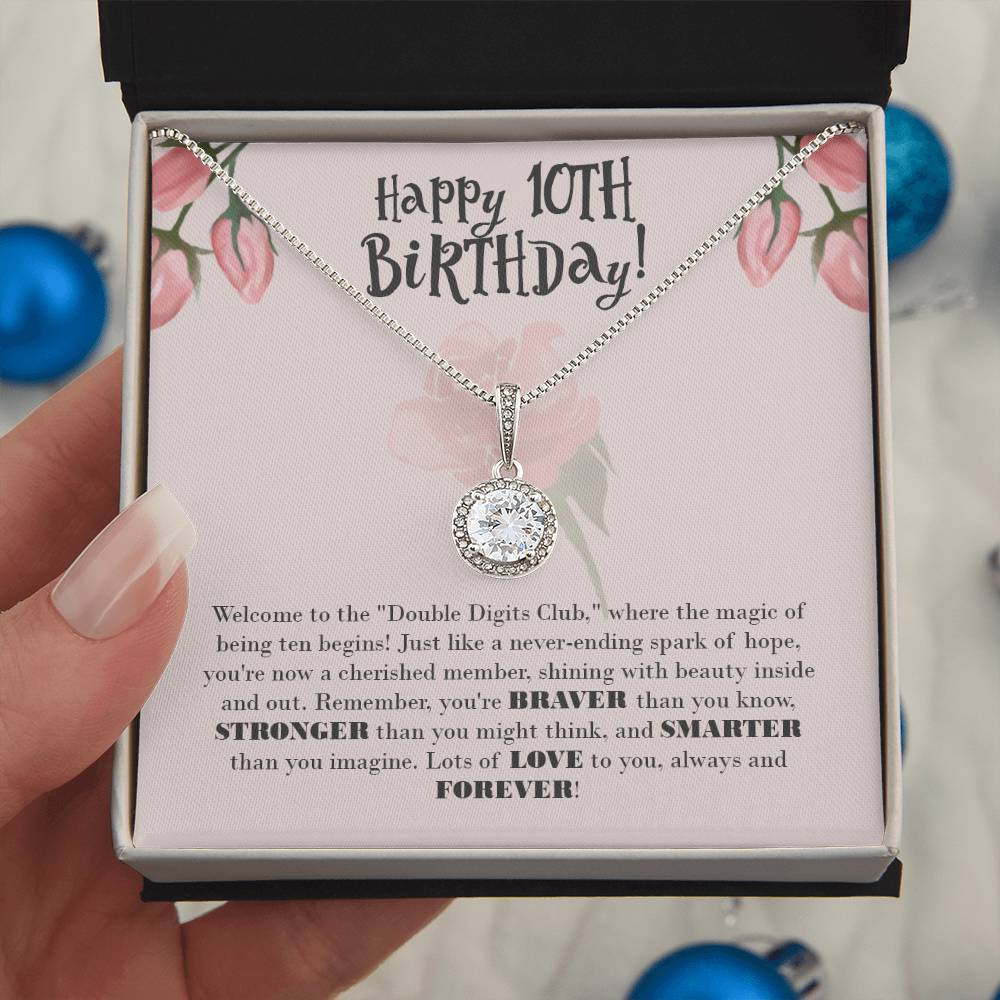 Happy 10TH
BiRTHDay!
Welcome to the "Double Digits Club," where the magic of
being ten begins! Just like a never-ending spark of hope,
you're now a cherished member, shining with beauty inside
and out. Remember, you're BRAVER than you know,
STRONGER than you might think, and SMARTER
than you imagine. Lots of LOVE to you, always and
FOREVER!